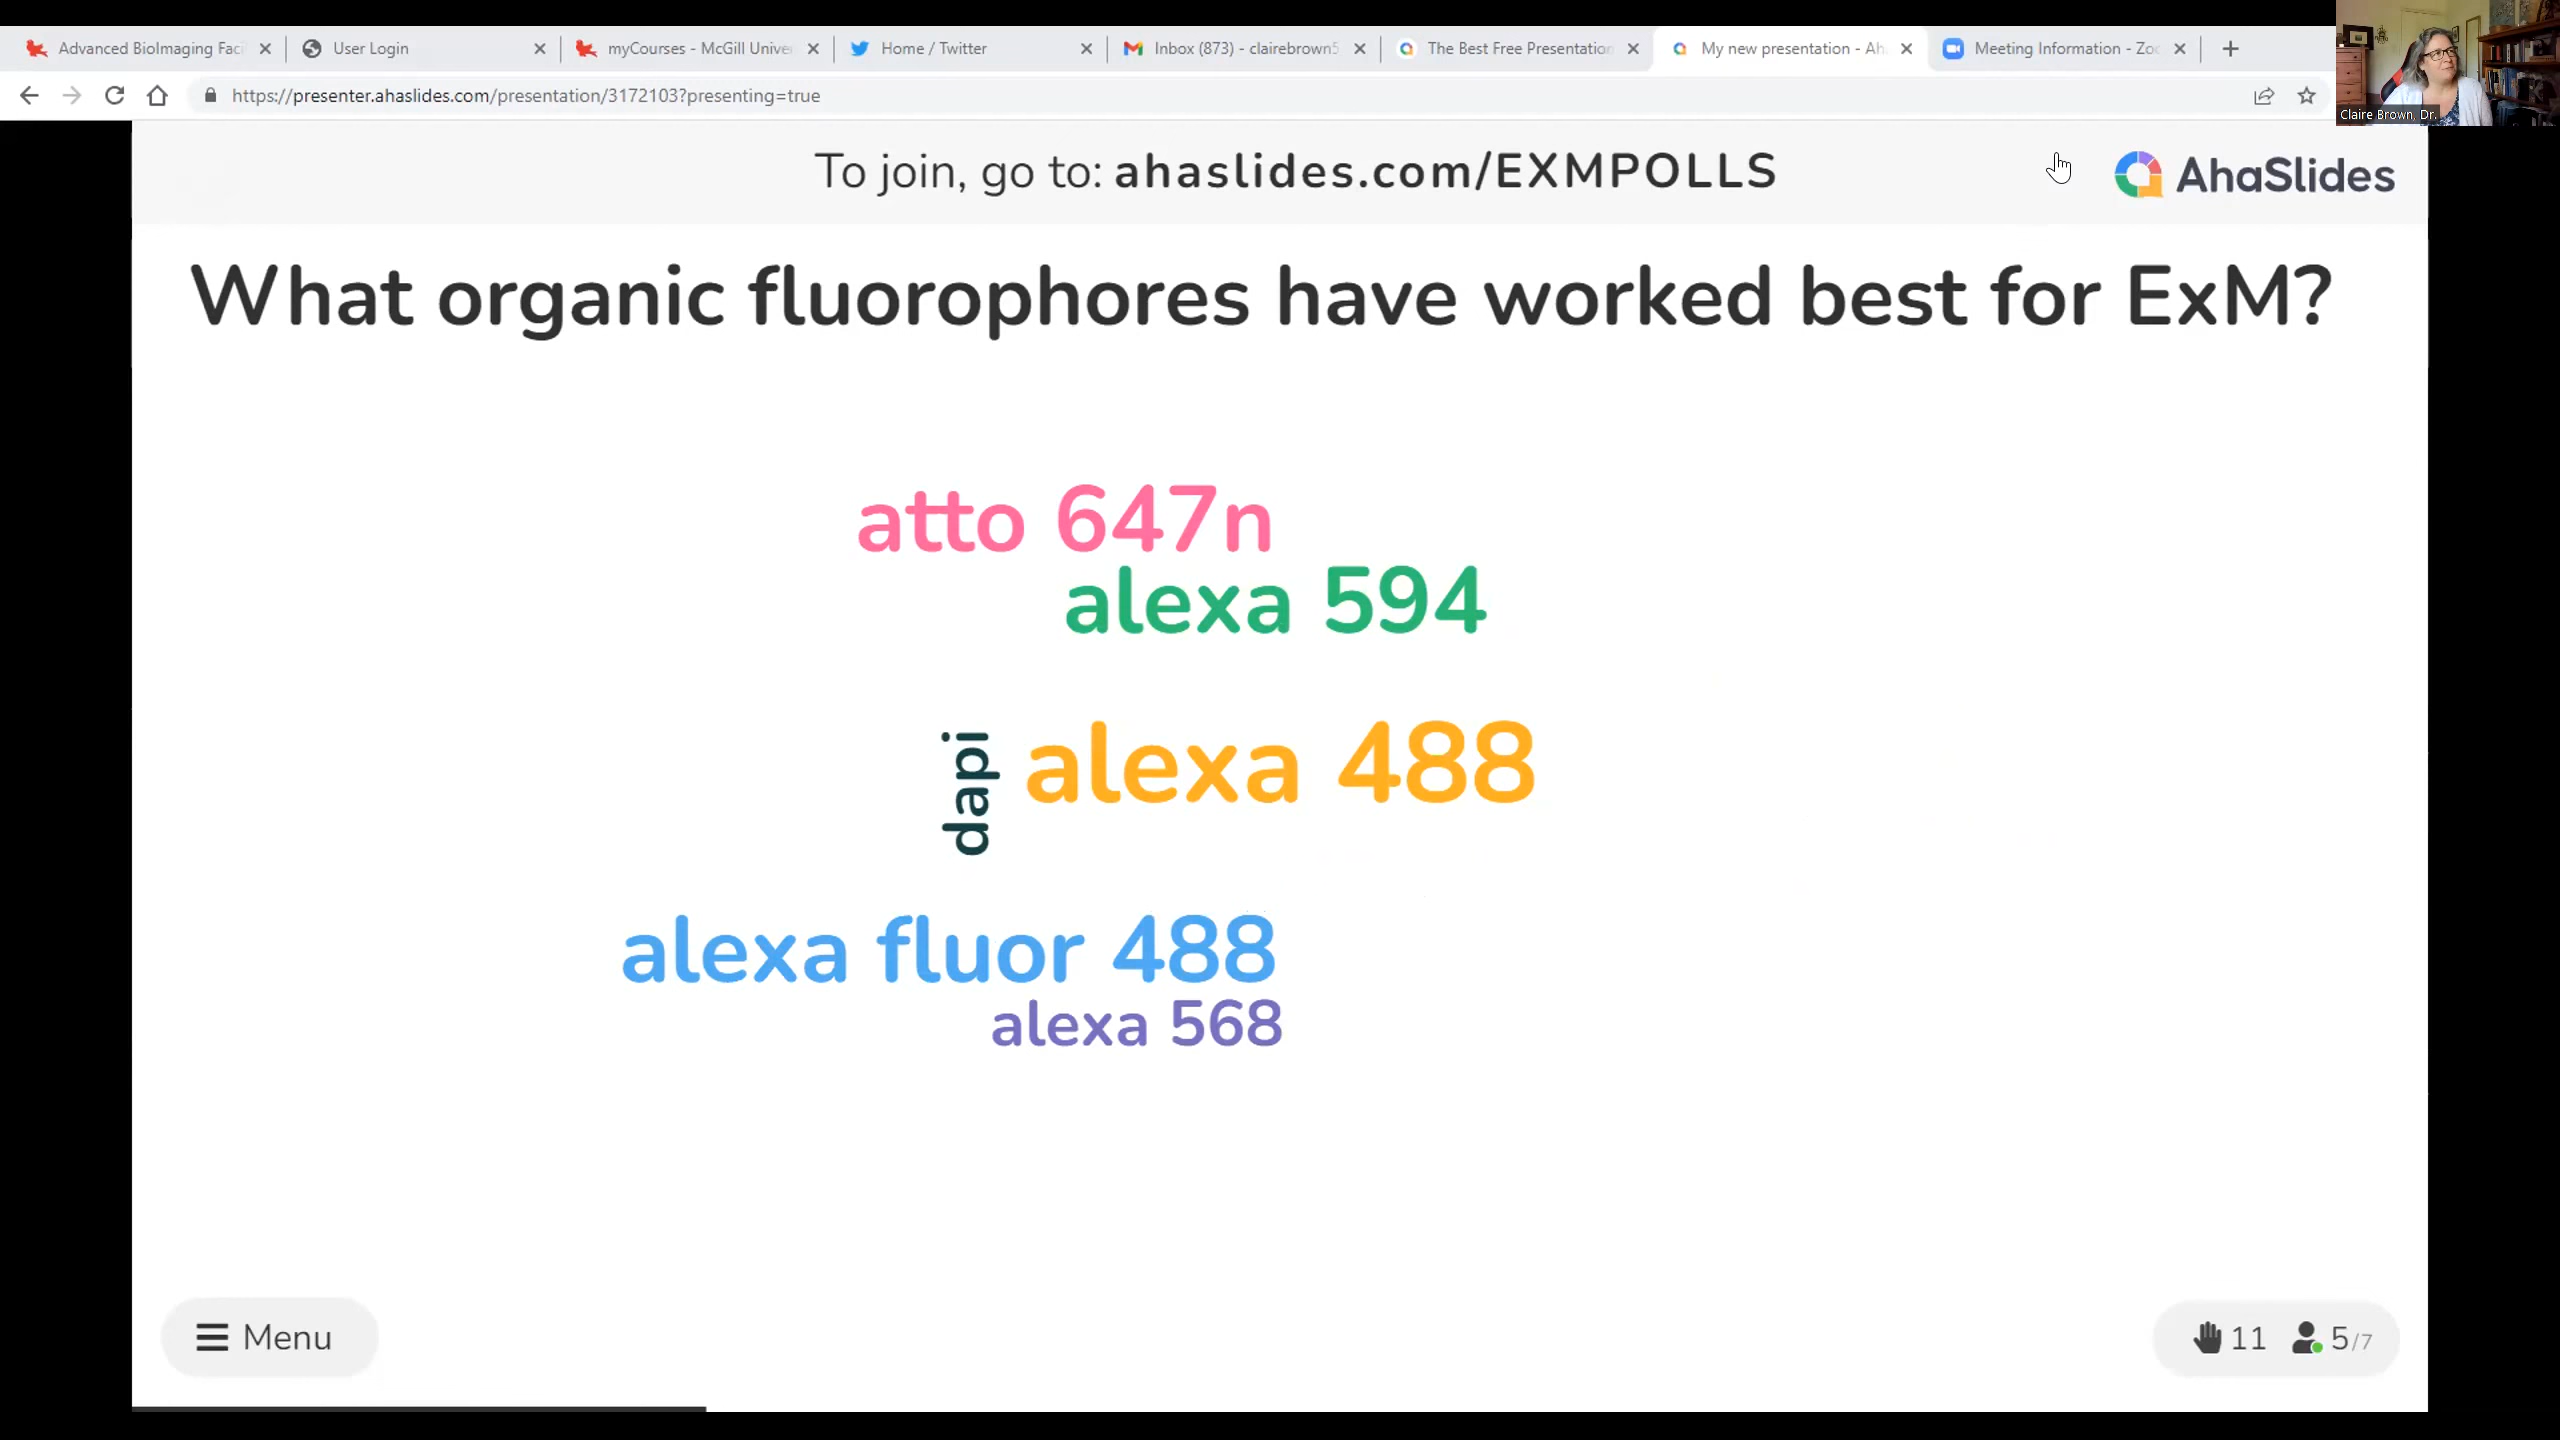 Advanced BioImaging Faci
User Login
myCourses - McGill Unive
Home / Twitter
Inbox (873) - clairebrown5
The Best Free Presentation
My new presentation - Ah
Meeting Information - Zoo
https://presenter.ahaslides.com/presentation/3172103?presenting=true
Claire Brown, Dr.
To join, go to: ahaslides.com/EXMPOLLS
AhaSlides
What organic fluorophores have worked best for ExM?
atto 647n
alexa 594
dapi
alexa 488
alexa fluor 488
alexa 568
Menu
11
5/7